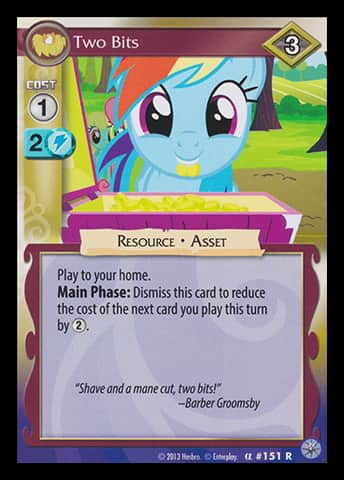 Two Bits
3
COST
1
2
RESOURCE • ASSET
Play to your home.
Main Phase: Dismiss this card to reduce
the cost of the next card you play this turn
by 2.
“Shave and a mane cut, two bits!”
–Barber Groomsby
© 2013 Hasbro. © Enterplay. α #151 R